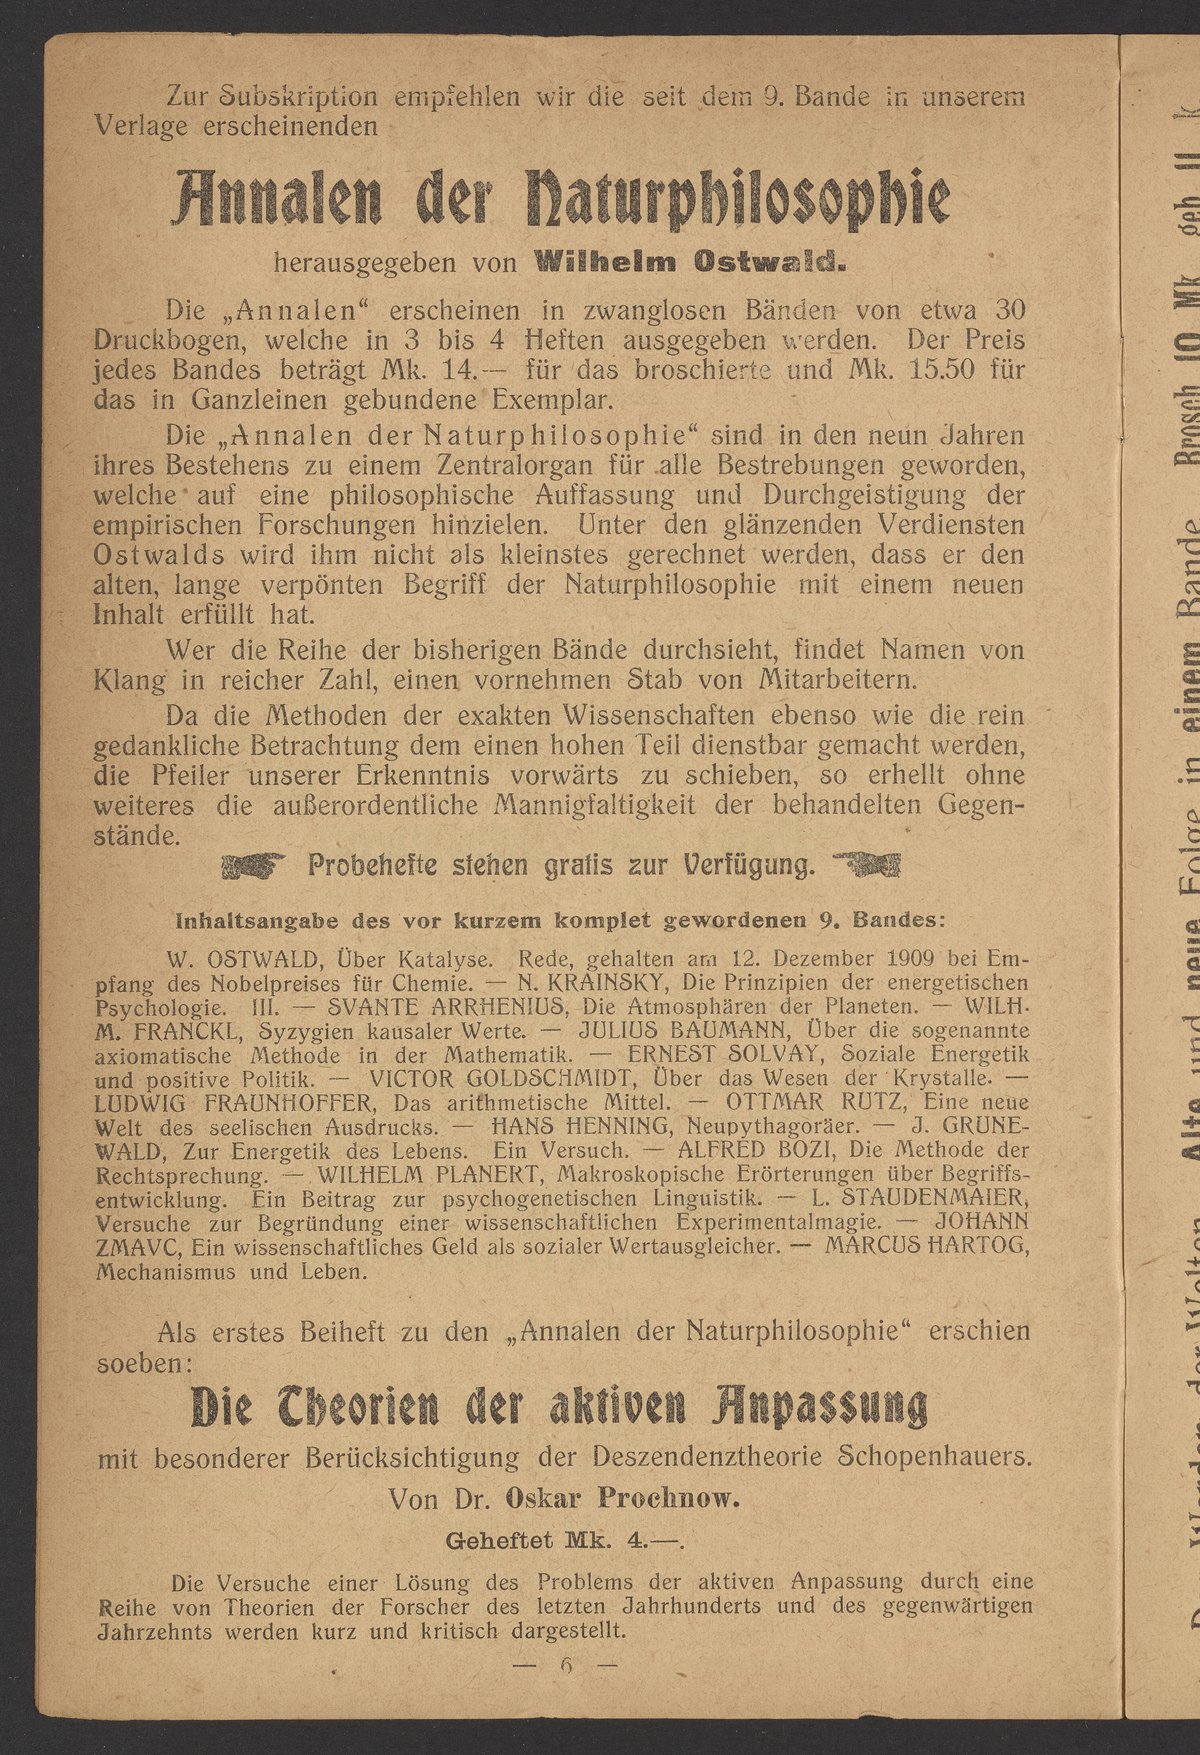 Zur Subskription empfehlen wir die seit dem 9. Bande in unserem
Verlage erscheinenden
Annalen der Naturphilosophie
herausgegeben von Wilhelm Ostwald.
Die „Annalen“ erscheinen in zwanglosen Bänden von etwa 30
Druckbogen, welche in 3 bis 4 Heften ausgegeben werden. Der Preis
jedes Bandes beträgt Mk. 14.— für das broschierte und Mk. 15.50 für
das in Ganzleinen gebundene Exemplar.
Die „Annalen der Naturphilosophie“ sind in den neun Jahren
ihres Bestehens zu einem Zentralorgan für alle Bestrebungen geworden,
welche auf eine philosophische Auffassung und Durchgeistigung der
empirischen Forschungen hinzielen. Unter den glänzenden Verdiensten
Ostwalds wird ihm nicht als kleinstes gerechnet werden, dass er den
alten, lange verpönten Begriff der Naturphilosophie mit einem neuen
Inhalt erfüllt hat.
Wer die Reihe der bisherigen Bände durchsieht, findet Namen von
Klang in reicher Zahl, einen vornehmen Stab von Mitarbeitern.
Da die Methoden der exakten Wissenschaften ebenso wie die rein
gedankliche Betrachtung dem einen hohen Teil dienstbar gemacht werden,
die Pfeiler unserer Erkenntnis vorwärts zu schieben, so erhellt ohne
weiteres die außerordentliche Mannigfaltigkeit der behandelten Gegen-
stände.
Probehefte stehen gratis zur Verfügung.
Inhaltsangabe des vor kurzem komplet gewordenen 9. Bandes:
W. OSTWALD, Über Katalyse. Rede, gehalten am 12. Dezember 1909 bei Em-
pfang des Nobelpreises für Chemie. — N. KRAINSKY, Die Prinzipien der energetischen
Psychologie. III. — SVANTE ARRHENIUS, Die Atmosphären der Planeten. — WILH.
M. FRANCKL, Syzygien kausaler Werte. — JULIUS BAUMANN, Über die sogenannte
axiomatische Methode in der Mathematik. — ERNEST SOLVAY, Soziale Energetik
und positive Politik. — VICTOR GOLDSCHMIDT, Über das Wesen der Krystalle. —
LUDWIG FRAUNHOFFER, Das arithmetische Mittel. — OTTMAR RUTZ, Eine neue
Welt des seelischen Ausdrucks. — HANS HENNING, Neupythagoräer. — J. GRÜNE-
WALD, Zur Energetik des Lebens. Ein Versuch. — ALFRED BOZI, Die Methode der
Rechtsprechung. — WILHELM PLANERT, Makroskopische Erörterungen über Begriffs-
entwicklung. Ein Beitrag zur psychogenetischen Linguistik. — L. STAUDENMAIER,
Versuche zur Begründung einer wissenschaftlichen Experimentalmagie. — JOHANN
ZMAVC, Ein wissenschaftliches Geld als sozialer Wertausgleicher. — MARCUS HARTOG,
Mechanismus und Leben.
Als erstes Beiheft zu den „Annalen der Naturphilosophie“ erschien
soeben:
Die Theorien der aktiven Anpassung
mit besonderer Berücksichtigung der Deszendenztheorie Schopenhauers.
Von Dr. Oskar Prochnow.
Geheftet Mk. 4.—.
Die Versuche einer Lösung des Problems der aktiven Anpassung durch eine
Reihe von Theorien der Forscher des letzten Jahrhunderts und des gegenwärtigen
Jahrzehnts werden kurz und kritisch dargestellt.
— 6 —
der Welten. Alte und neue Folge in einem Bande. Brosch 10 Mk geb